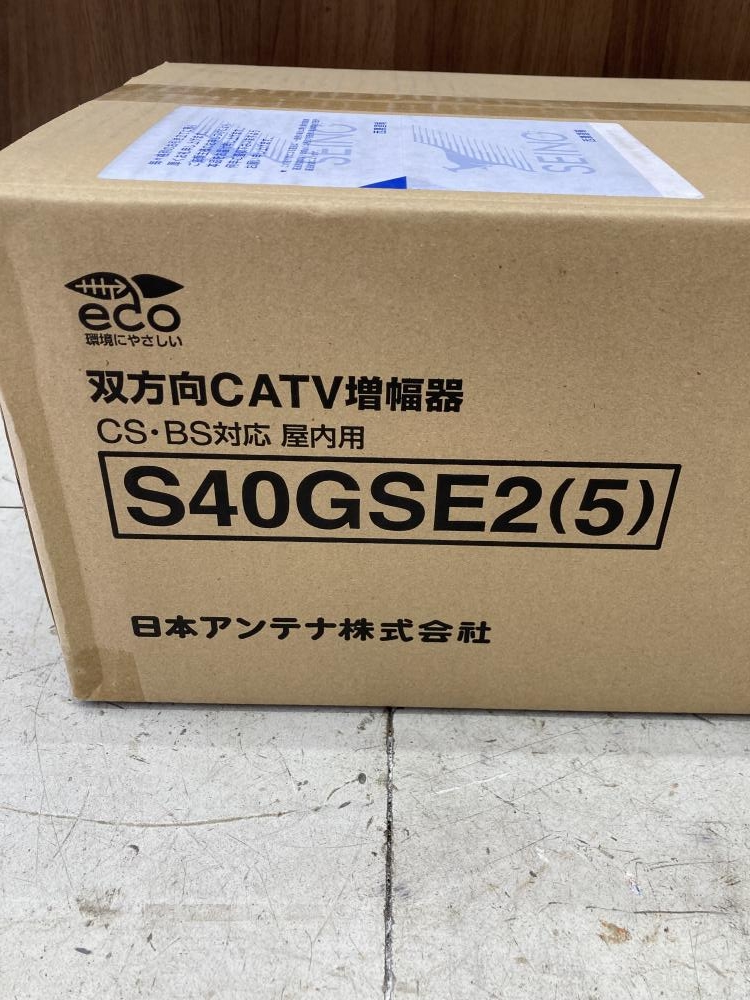 SEINO
SEINO
eco
環境にやさしい
双方向CATV増幅器
CS・BS対応 屋内用
S40GSE2(5)
日本アンテナ株式会社